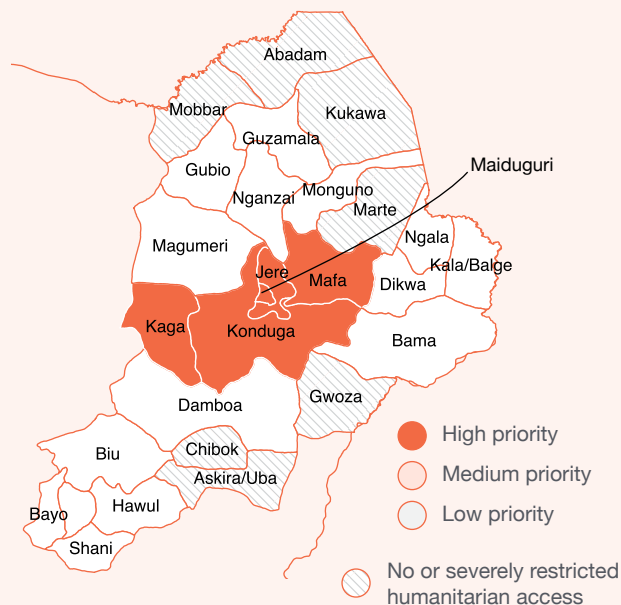 Abadam
Mobbar
Kukawa
Guzamala
Gubio
Maiduguri
Monguno
Nganzai
Marte
Ngala
Magumeri
Kala/Balge
Jere
Mafa
Dikwa
Kaga
Konduga
Bama
Gwoza
Damboa
High priority
Biu
Chibok
Medium priority
Askira/Uba
Hawul
Bayo
Low priority
Shani
No or severely restricted
humanitarian access